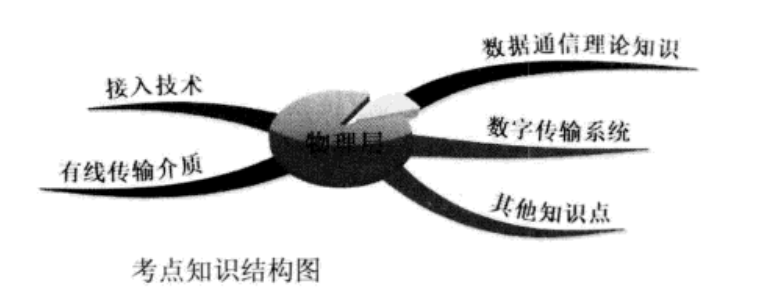 数据通信理论知识
接入技术
物理层
数字传输系统
有线传输介质
其他知识点
考点知识结构图